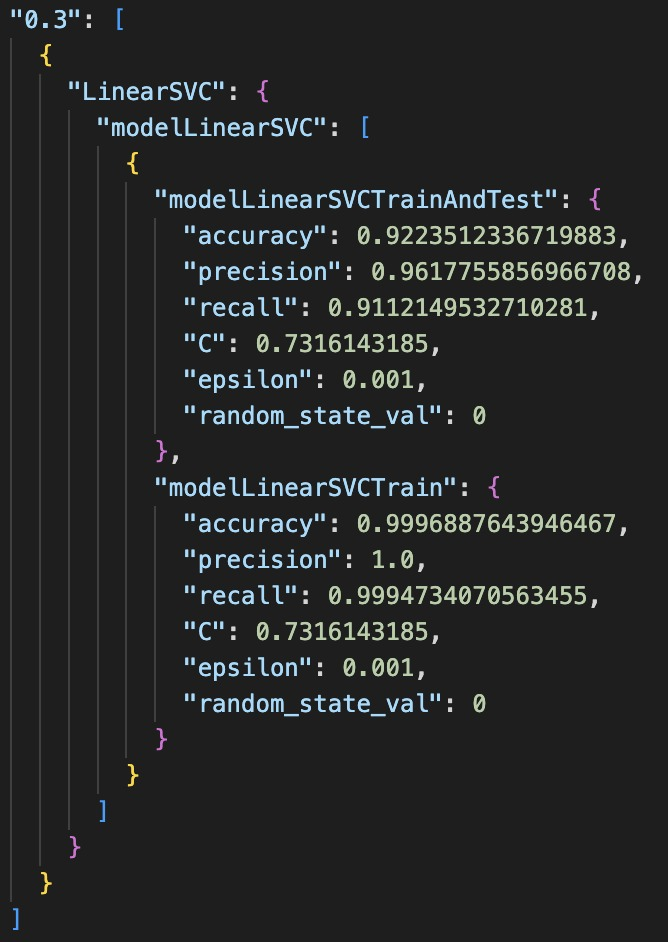 "0.3": [
{
"LinearSVC": {
"modelLinearSVC": [
{
"modelLinearSVCTrainAndTest": {
"accuracy": 0.9223512336719883,
"precision": 0.9617755856966708,
"recall": 0.9112149532710281,
"C": 0.7316143185,
"epsilon": 0.001,
"random_state_val": 0
},
"modelLinearSVCTrain": {
"accuracy": 0.9996887643946467,
"precision": 1.0,
"recall": 0.9994734070563455,
"C": 0.7316143185,
"epsilon": 0.001,
"random_state_val": 0
}
}
]
}
}
]